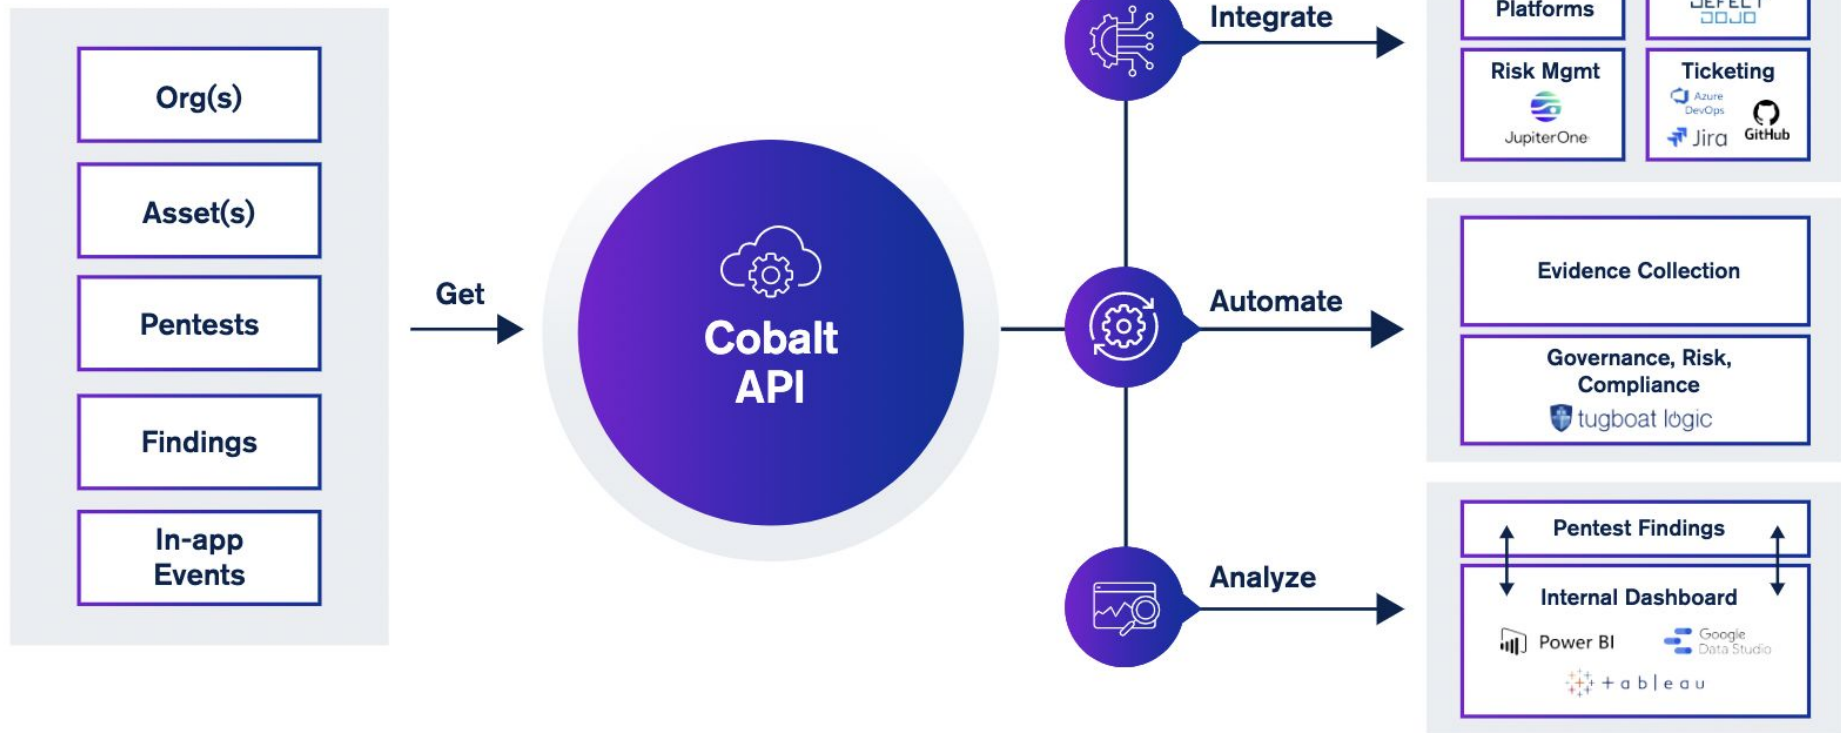 Org(s)
Asset(s)
Pentests
Findings
In-app
Events
Get
Cobalt
API
Integrate
Automate
Analyze
Platforms
DOJO
Risk Mgmt
JupiterOne
Ticketing
Azure
DevOps
Jira
GitHub
Evidence Collection
Governance, Risk,
Compliance
tugboat logic
Pentest Findings
Internal Dashboard
Power BI
Google
Data Studio
+ableau